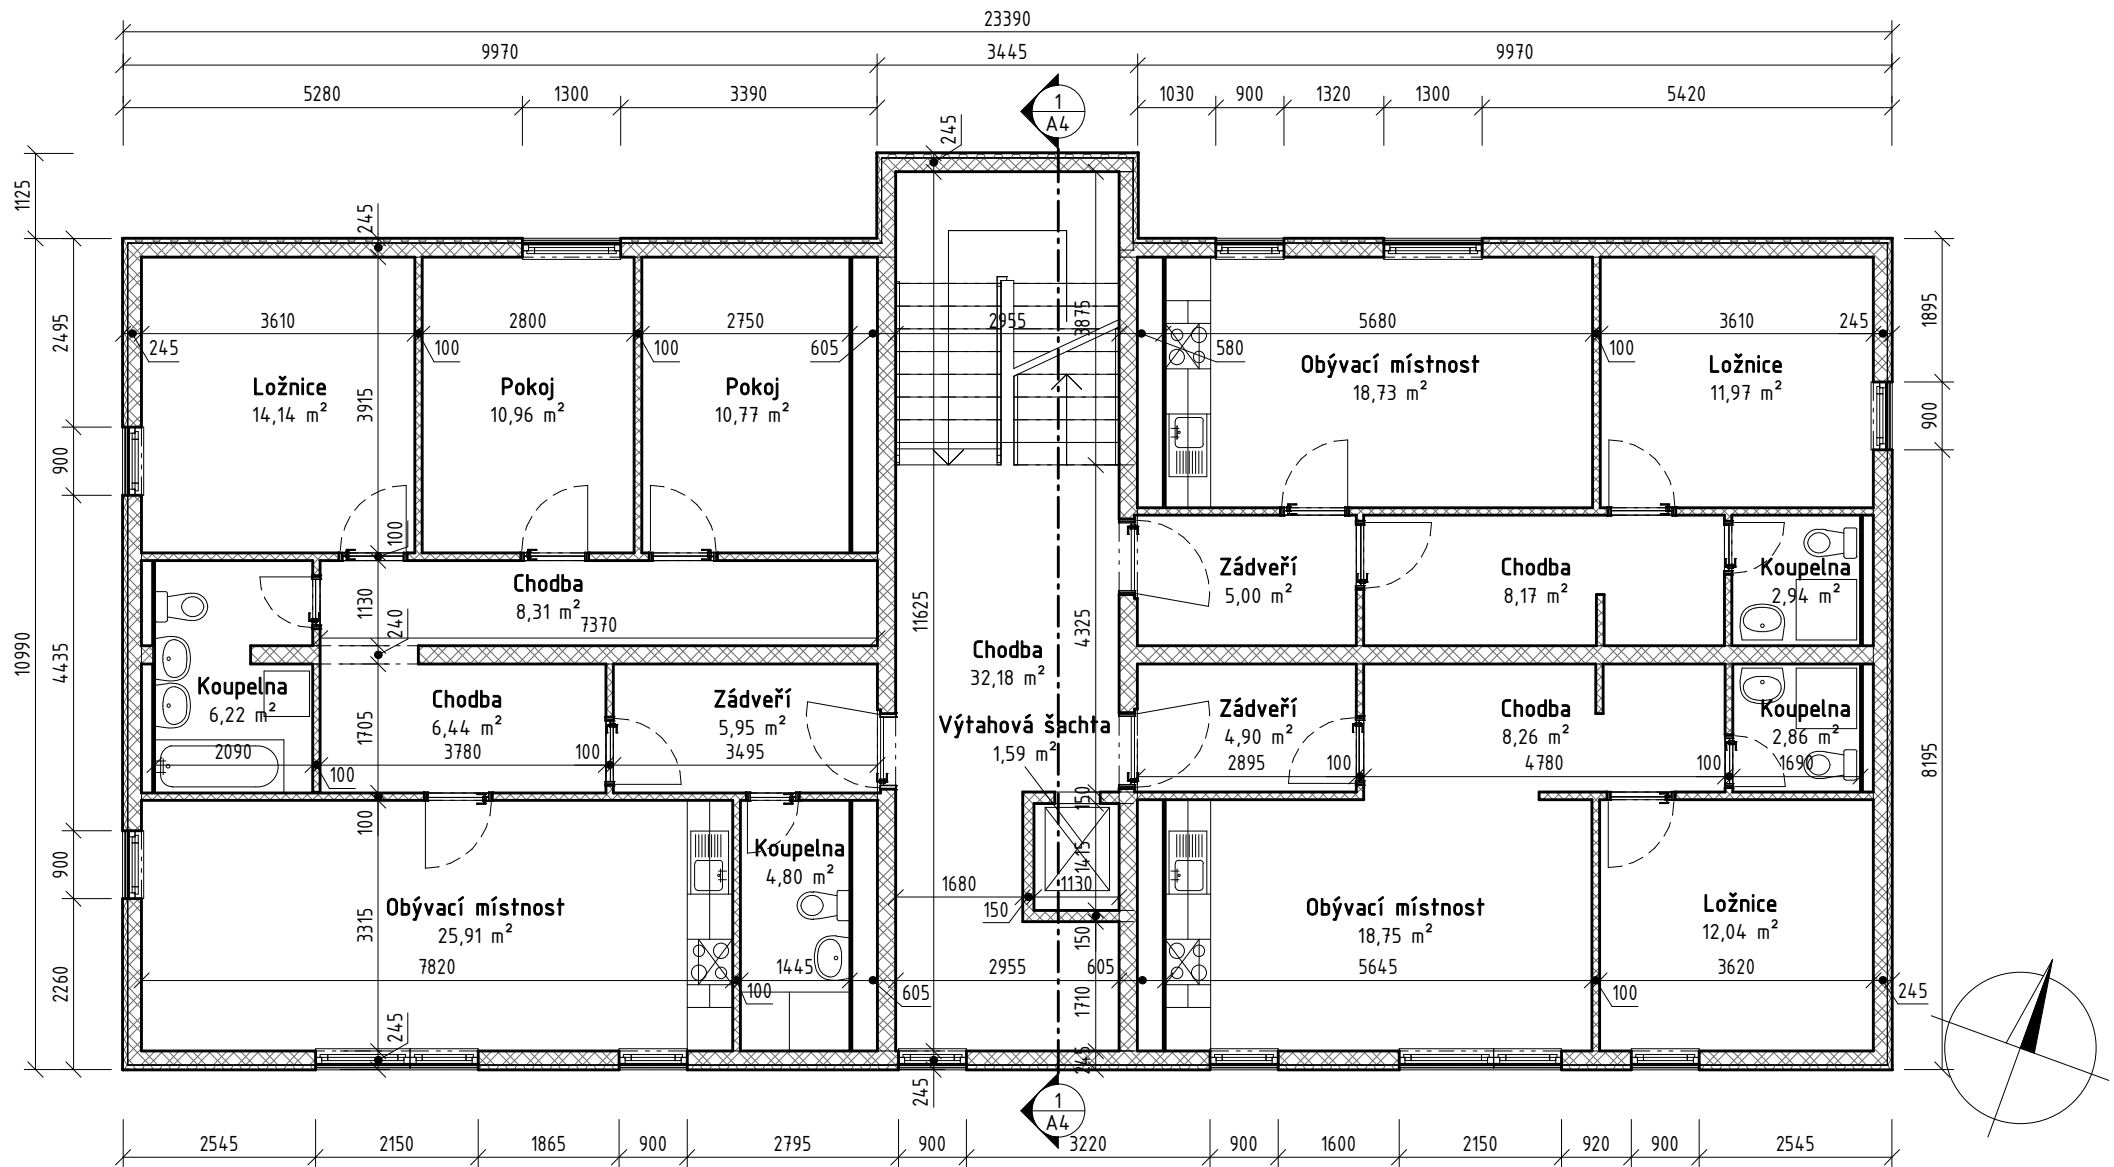 23390
9970
3445
9970
5280
1300
3390
1030
900
1320
1300
5420
1
A4
245
1125
245
2495
1895
3610
2800
2750
2955
3875
5680
3610
245
245
100
100
605
580
100
Ložnice
14,14 m²
3915
Pokoj
10,96 m²
Pokoj
10,77 m²
Obývací místnost
18,73 m²
Ložnice
11,97 m²
900
900
100
Chodba
8,31 m²
1130
7370
240
11625
4325
Zádveří
5,00 m²
Chodba
8,17 m²
Koupelna
2,94 m²
10990
4435
Chodba
32,18 m²
Koupelna
6,22 m²
Chodba
6,44 m²
Zádveří
5,95 m²
Výtahová šachta
1,59 m²
Zádveří
4,90 m²
Chodba
8,26 m²
Koupelna
2,86 m²
1705
2090
3780
100
3495
2895
100
4780
100
1690
100
8195
100
150
1415
900
Koupelna
4,80 m²
Obývací místnost
25,91 m²
1680
1130
150
150
Obývací místnost
18,75 m²
Ložnice
12,04 m²
3315
2260
7820
1445
2955
605
5645
3620
100
605
1710
100
245
245
245
245
1
A4
2545
2150
1865
900
2795
900
3220
900
1600
2150
920
900
2545